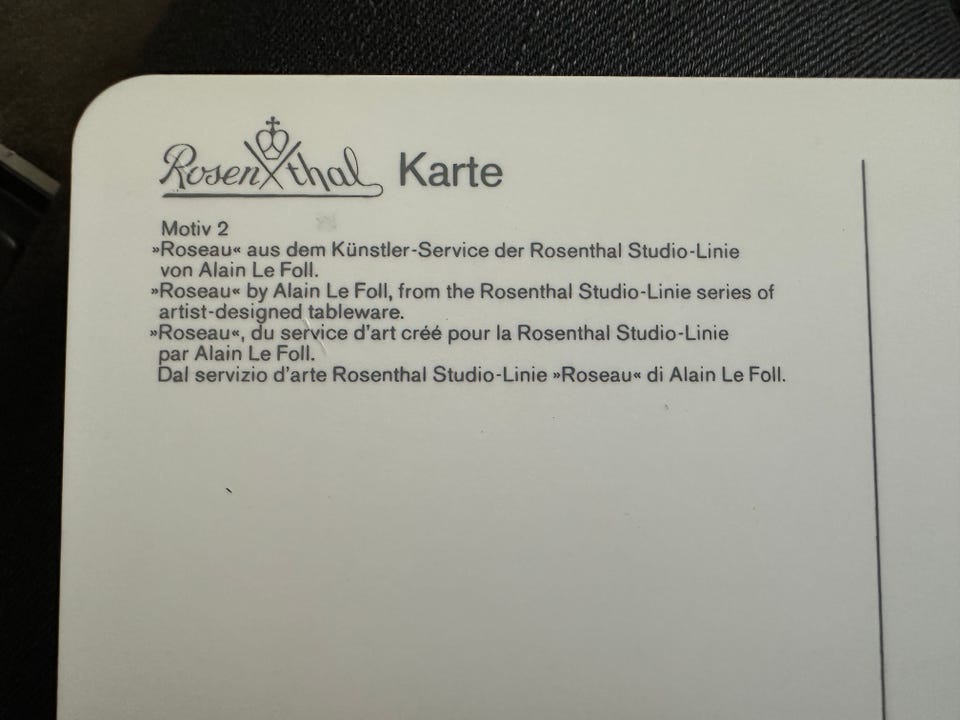 Rosenthal Karte
Motiv 2
»Roseau« aus dem Künstler-Service der Rosenthal Studio-Linie
von Alain Le Foll.
»Roseau« by Alain Le Foll, from the Rosenthal Studio-Linie series of
artist-designed tableware.
»Roseau«, du service d'art créé pour la Rosenthal Studio-Linie
par Alain Le Foll.
Dal servizio d'arte Rosenthal Studio-Linie »Roseau« di Alain Le Foll.